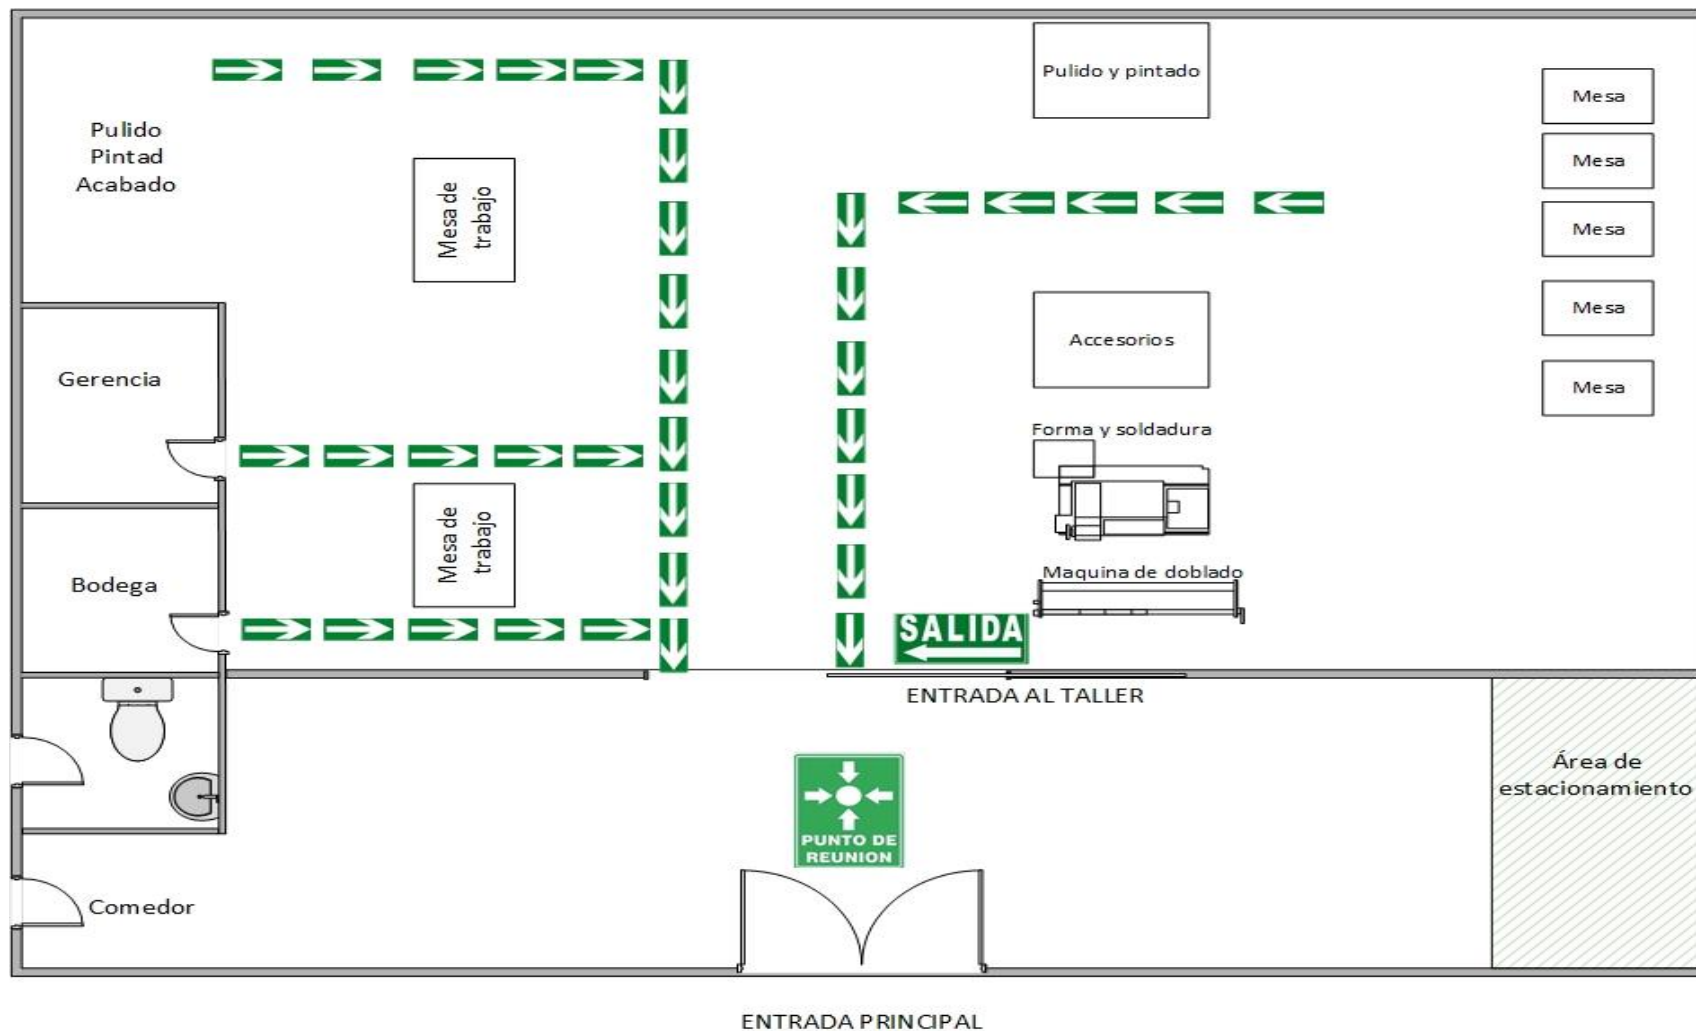 Pulido y pintado
Mesa
Pulido
Pintad
Acabado
Mesa
Mesa de
trabajo
Mesa
Mesa
Accesorios
Gerencia
Mesa
Forma y soldadura
Mesa de
trabajo
Bodega
Maquina de doblado
SALIDA
ENTRADA AL TALLER
Área de
estacionamiento
PUNTO DE
REUNION
Comedor
ENTRADA PRINCIPAL